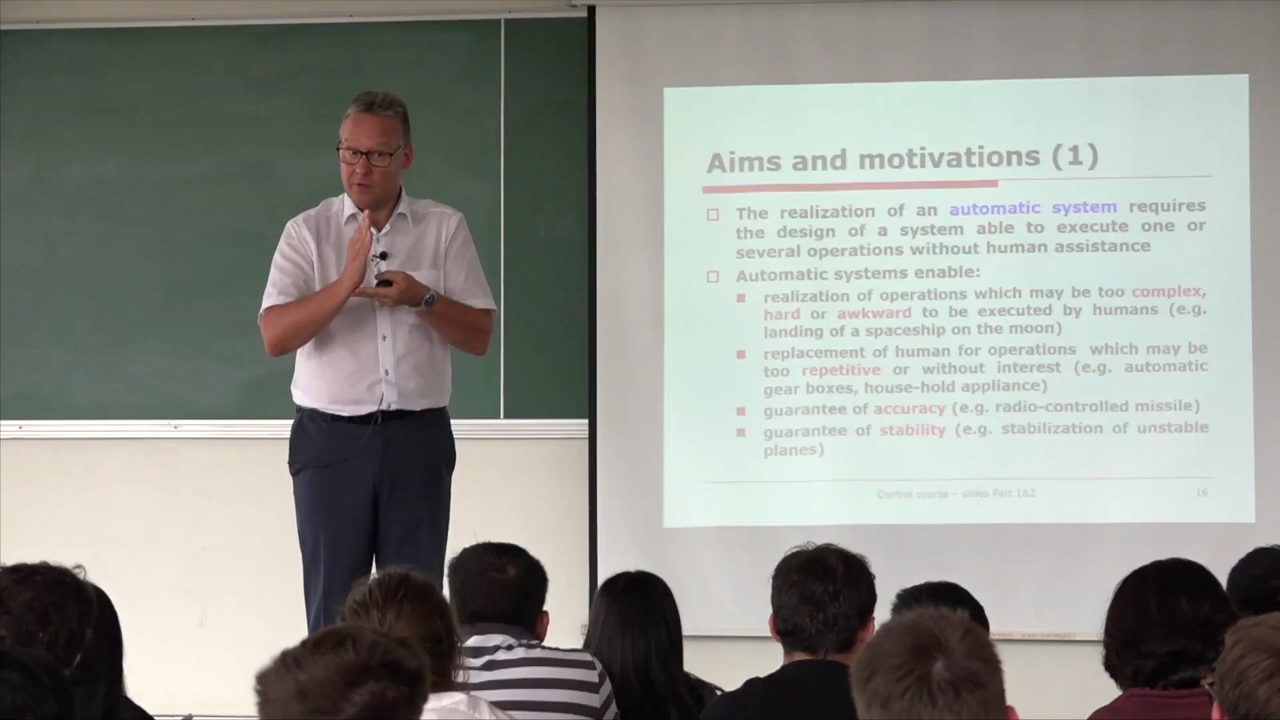 Aims and motivations (1)
The realization of an automatic system requires
the design of a system able to execute one or
several operations without human assistance
Automatic systems enable:
realization of operations which may be too complex,
hard or awkward to be executed by humans (e.g.
landing of a spaceship on the moon)
replacement of human for operations which may be
too repetitive or without interest (e.g. automatic
gear boxes, house-hold appliance)
guarantee of accuracy (e.g. radio-controlled missile)
guarantee of stability (e.g. stabilization of unstable
planes)
Control course – slides Part 1&2
16